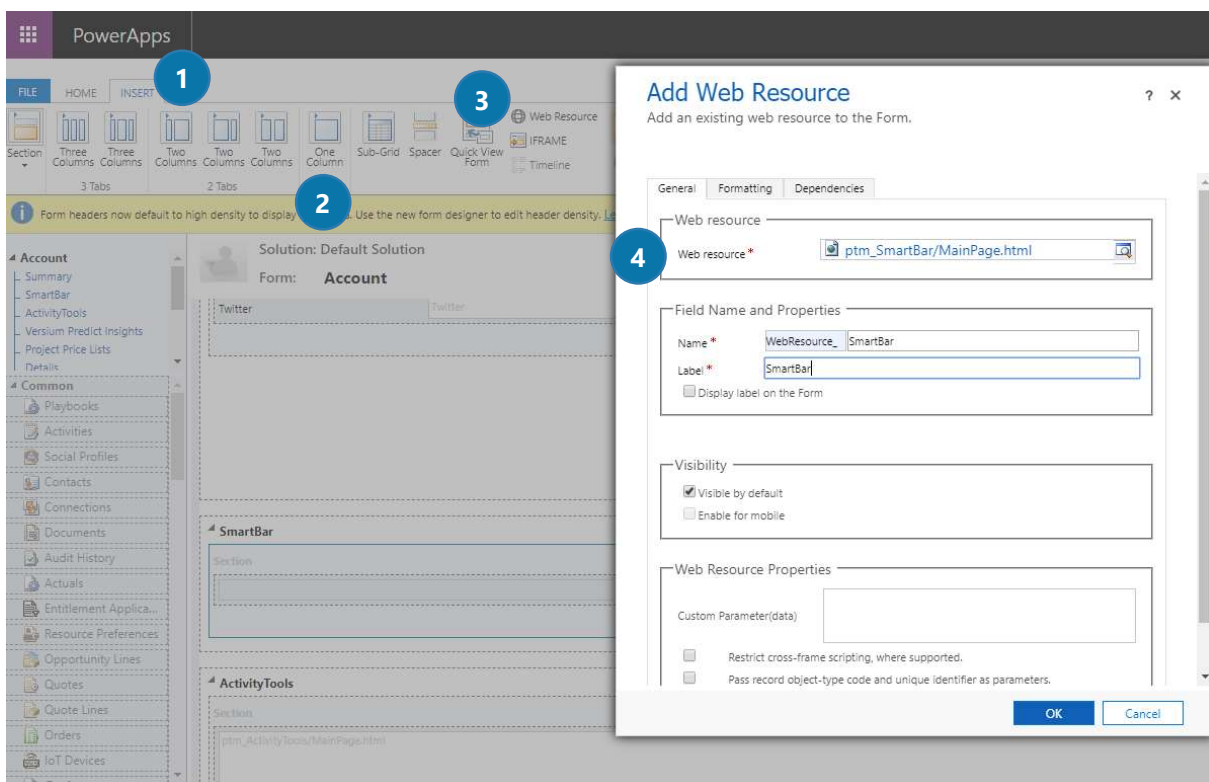 PowerApps
1
FILE HOME INSERT
3
Section
Three Columns
Three Columns
Two Columns
Two Columns
Two Columns
One Column
Sub-Grid
Spacer
Quick View Form
Web Resource
IFRAME
Timeline
3 Tabs
2 Tabs
2
Form headers now default to high density to display . Use the new form designer to edit header density.
Account
Summary
SmartBar
ActivityTools
Versium Predict Insights
Project Price Lists
Details
Common
Playbooks
Activities
Social Profiles
Contacts
Connections
Documents
Audit History
Actuals
Entitlement Applica...
Resource Preferences
Opportunity Lines
Quotes
Quote Lines
Orders
IoT Devices
Solution: Default Solution
Form: Account
Twitter Twitter
SmartBar
Section
ActivityTools
Section
ptm_ActivityTools/MainPage.html
Add Web Resource
? ×
Add an existing web resource to the Form.
General Formatting Dependencies
Web resource
4
Web resource * ptm_SmartBar/MainPage.html
Field Name and Properties
Name * WebResource_ SmartBar
Label * SmartBar
Display label on the Form
Visibility
Visible by default
Enable for mobile
Web Resource Properties
Custom Parameter(data)
Restrict cross-frame scripting, where supported.
Pass record object-type code and unique identifier as parameters.
OK Cancel